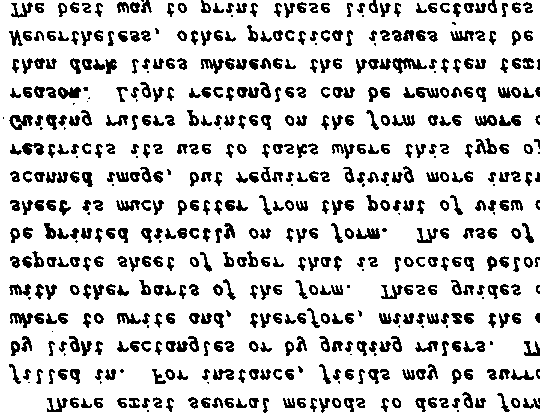 There exist several methods to design form
filled in. For instance, fields may be surro
by light rectangles or by guiding rulers. Th
where to write and, therefore, minimize the
with other parts of the form. These guides
separate sheet of paper that is located belo
be printed directly on the form. The use of
sheet is much better from the point of view
scanned image, but requires giving more instr
restricts its use to tasks where this type of
Guiding rulers printed on the form are more
reason. Light rectangles can be removed more
than dark lines whenever the handwritten text
Nevertheless, other practical issues must be
The best way to print these light rectangles